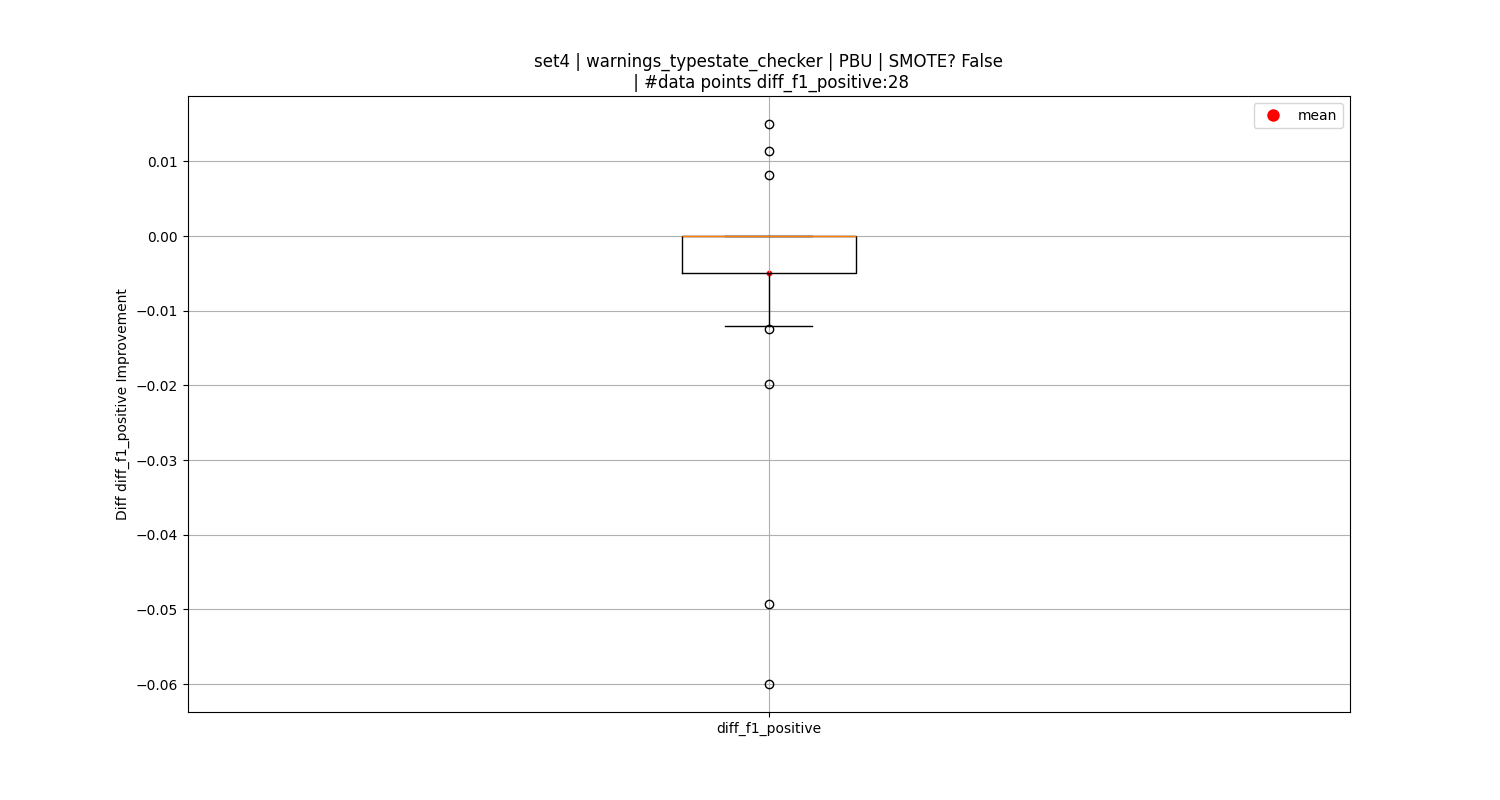 set4 | warnings_typestate_checker | PBU | SMOTE? False
| #data points diff_f1_positive:28
mean
0.01
0.00
−0.01
−0.02
−0.03
−0.04
−0.05
−0.06
Diff diff_f1_positive Improvement
diff_f1_positive